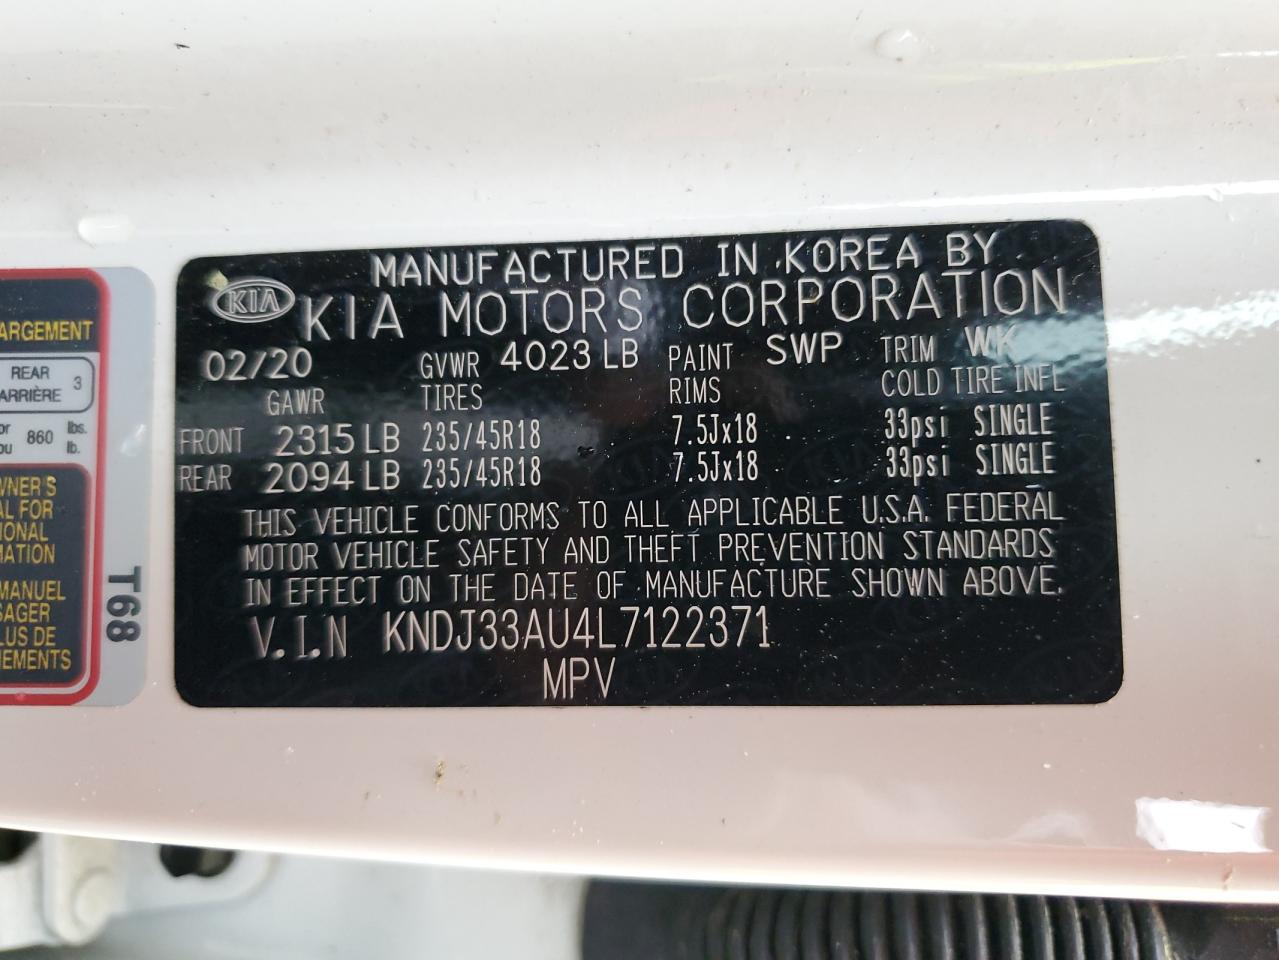 MANUFACTURED IN KOREA BY
KIA KIA MOTORS CORPORATION
02/20 GVWR 4023 LB PAINT SWP TRIM WK
GAWR TIRES RIMS COLD TIRE INFL
FRONT 2315 LB 235/45R18 7.5Jx18 33psi SINGLE
REAR 2094 LB 235/45R18 7.5Jx18 33psi SINGLE
THIS VEHICLE CONFORMS TO ALL APPLICABLE U.S.A. FEDERAL
MOTOR VEHICLE SAFETY AND THEFT PREVENTION STANDARDS
IN EFFECT ON THE DATE OF MANUFACTURE SHOWN ABOVE.
V.I.N KNDJ33AU4L7122371
MPV
ARGEMENT
REAR 3
ARRIÈRE
or 860 lbs.
ou lb.
WNER'S
AL FOR
IONAL
MATION
MANUEL
SAGER
LUS DE
NEMENTS
T68